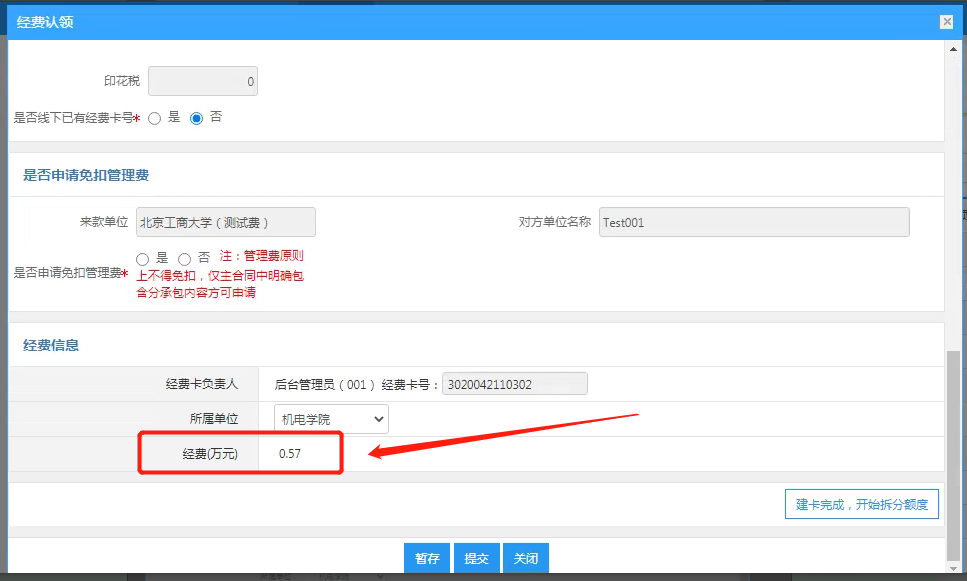 经费认领
印花税 0
是否线下已有经费卡号* 是 否
是否申请免扣管理费
来款单位 北京工商大学（测试费） 对方单位名称 Test001
是否申请免扣管理费* 是 否 注：管理费原则
上不得免扣，仅主合同中明确包
含分承包内容方可申请
经费信息
经费卡负责人 后台管理员（001） 经费卡号： 3020042110302
所属单位 机电学院
经费(万元) 0.57
建卡完成，开始拆分额度
暂存 提交 关闭